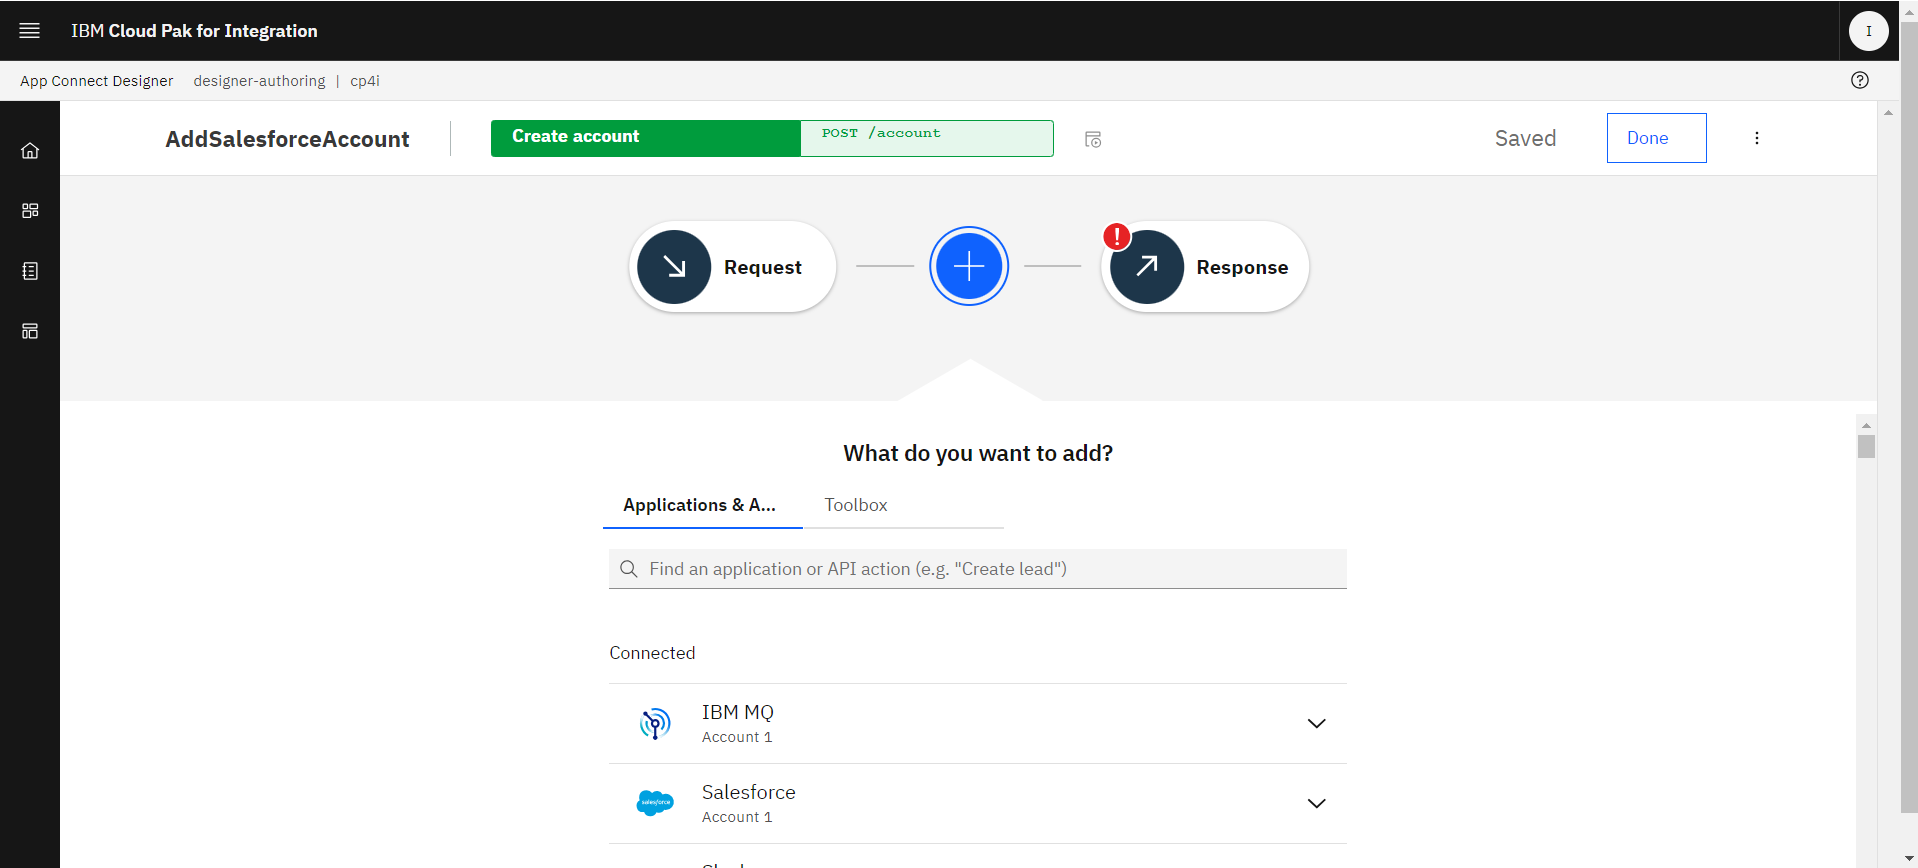 IBM Cloud Pak for Integration
I
App Connect Designer designer-authoring | cp4i
AddSalesforceAccount
Create account
POST /account
Saved
Done
Request
!
Response
What do you want to add?
Applications & A...
Toolbox
Find an application or API action (e.g. "Create lead")
Connected
IBM MQ
Account 1
salesforce
Salesforce
Account 1